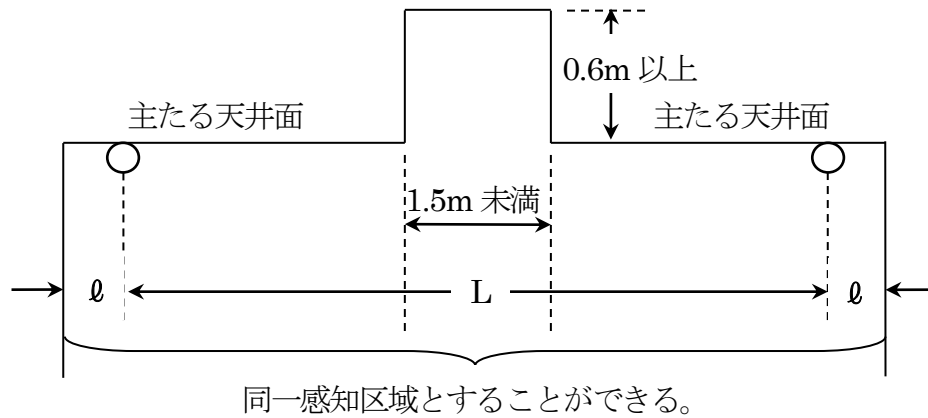 0.6m 以上
主たる天井面
主たる天井面
1.5m 未満
ℓ
L
ℓ
同一感知区域とすることができる。